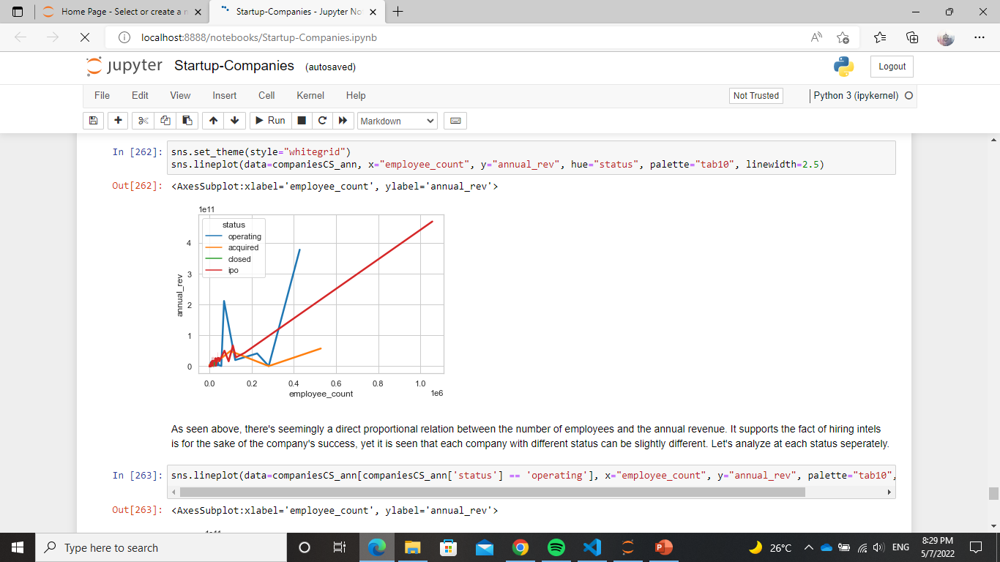 Home Page - Select or create a n
Startup-Companies - Jupyter No
localhost:8888/notebooks/Startup-Companies.ipynb
jupyter Startup-Companies (autosaved)
Logout
File Edit View Insert Cell Kernel Help
Not Trusted
Python 3 (ipykernel)
Run
Markdown
In [262]: sns.set_theme(style="whitegrid")
sns.lineplot(data=companiesCS_ann, x="employee_count", y="annual_rev", hue="status", palette="tab10", linewidth=2.5)
Out[262]: <AxesSubplot:xlabel='employee_count', ylabel='annual_rev'>
1e11
status
operating
acquired
closed
ipo
4
3
2
1
0
annual_rev
0.0 0.2 0.4 0.6 0.8 1.0
employee_count
1e6
As seen above, there's seemingly a direct proportional relation between the number of employees and the annual revenue. It supports the fact of hiring intels
is for the sake of the company's success, yet it is seen that each company with different status can be slightly different. Let's analyze at each status seperately.
In [263]: sns.lineplot(data=companiesCS_ann[companiesCS_ann['status'] == 'operating'], x="employee_count", y="annual_rev", palette="tab10",
Out[263]: <AxesSubplot:xlabel='employee_count', ylabel='annual_rev'>
Type here to search
26°C
ENG
8:29 PM
5/7/2022